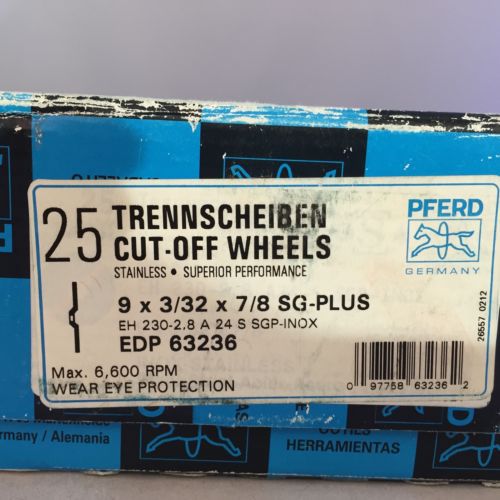 25 TRENNSCHEIBEN
CUT-OFF WHEELS
STAINLESS • SUPERIOR PERFORMANCE
9 x 3/32 x 7/8 SG-PLUS
EH 230-2.8 A 24 S SGP-INOX
EDP 63236
Max. 6,600 RPM
WEAR EYE PROTECTION
PFERD
GERMANY
26557 0212
0 97758 63236 2
rmany / Alemania
HERRAMIENTAS